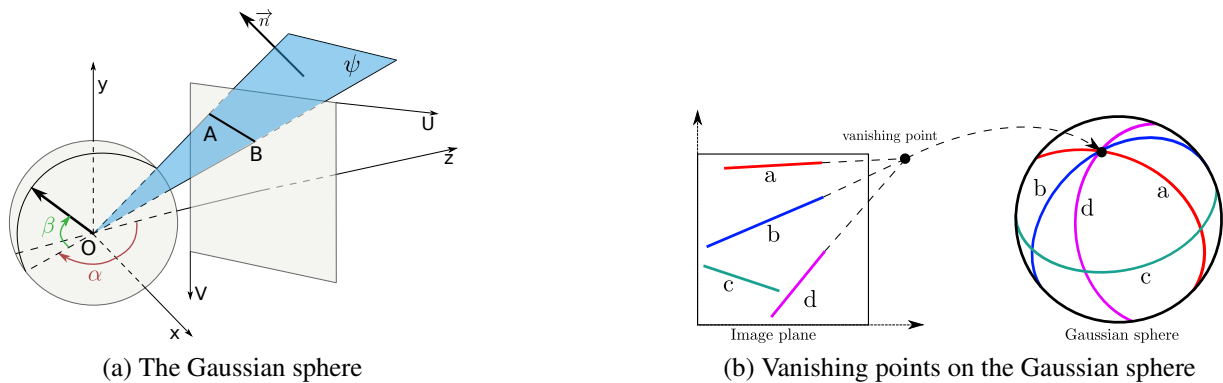 n
ψ
y
A
U
B
z
β
O
α
V
x
vanishing point
a
b
c
d
Image plane
b
a
d
c
Gaussian sphere
(a) The Gaussian sphere
(b) Vanishing points on the Gaussian sphere